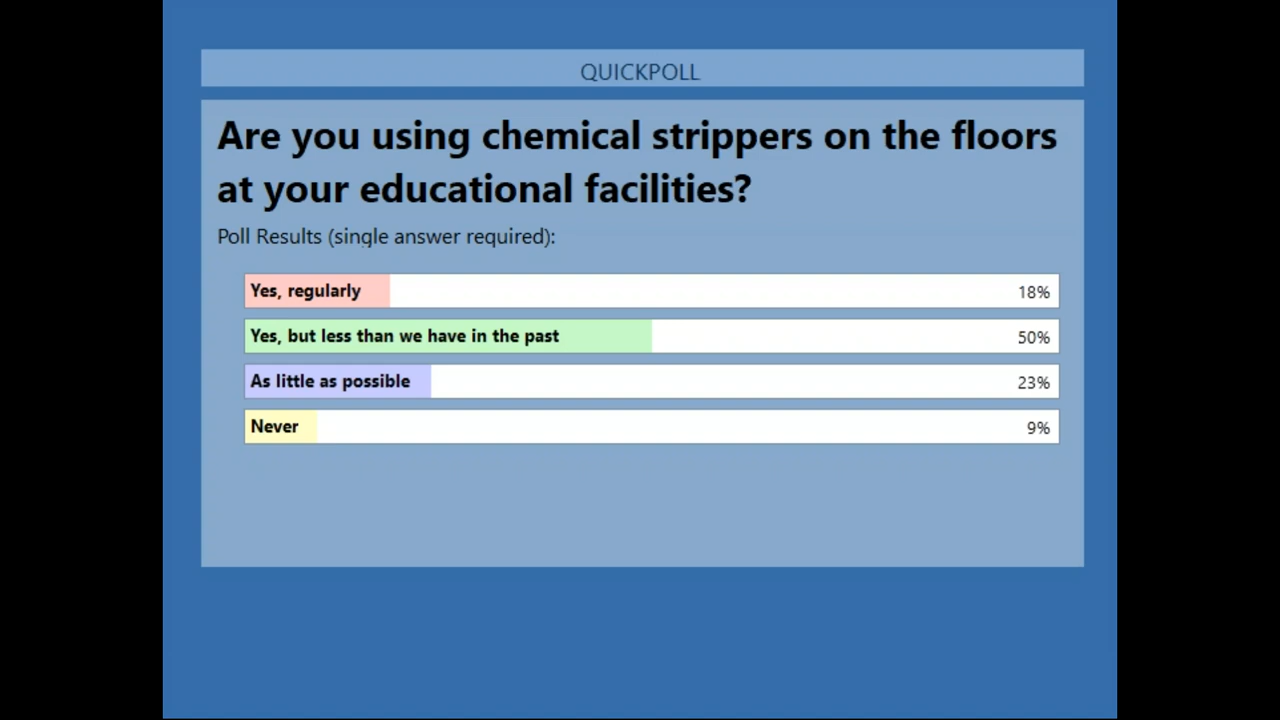 QUICKPOLL
Are you using chemical strippers on the floors
at your educational facilities?
Poll Results (single answer required):
Yes, regularly 18%
Yes, but less than we have in the past 50%
As little as possible 23%
Never 9%